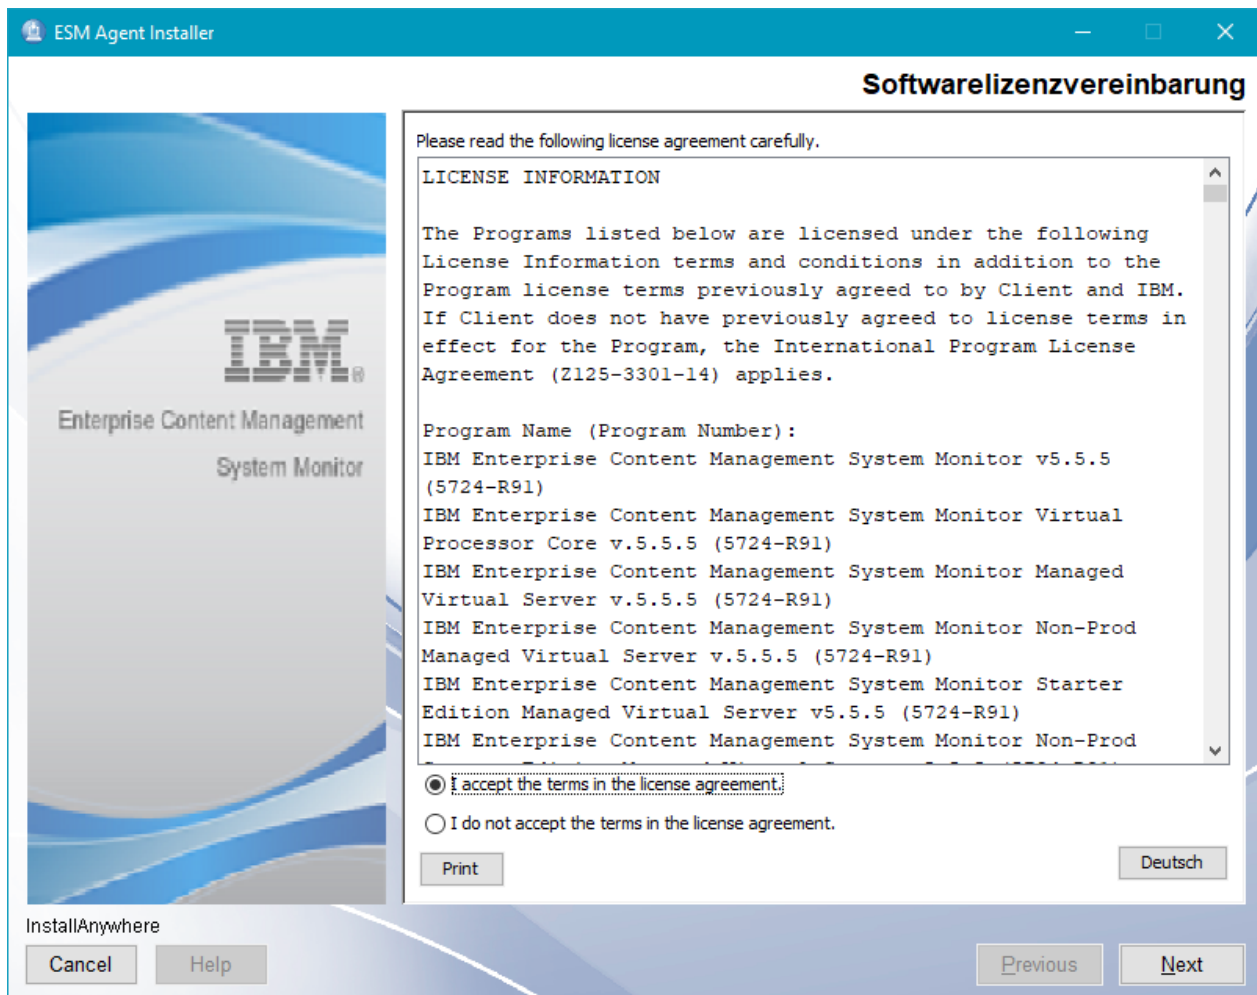 ESM Agent Installer
Softwarelizenzvereinbarung
IBM®
Enterprise Content Management
System Monitor
Please read the following license agreement carefully.
LICENSE INFORMATION
The Programs listed below are licensed under the following
License Information terms and conditions in addition to the
Program license terms previously agreed to by Client and IBM.
If Client does not have previously agreed to license terms in
effect for the Program, the International Program License
Agreement (Z125-3301-14) applies.
Program Name (Program Number):
IBM Enterprise Content Management System Monitor v5.5.5
(5724-R91)
IBM Enterprise Content Management System Monitor Virtual
Processor Core v.5.5.5 (5724-R91)
IBM Enterprise Content Management System Monitor Managed
Virtual Server v.5.5.5 (5724-R91)
IBM Enterprise Content Management System Monitor Non-Prod
Managed Virtual Server v.5.5.5 (5724-R91)
IBM Enterprise Content Management System Monitor Starter
Edition Managed Virtual Server v5.5.5 (5724-R91)
IBM Enterprise Content Management System Monitor Non-Prod
I accept the terms in the license agreement.
I do not accept the terms in the license agreement.
Print
Deutsch
InstallAnywhere
Cancel
Help
Previous
Next